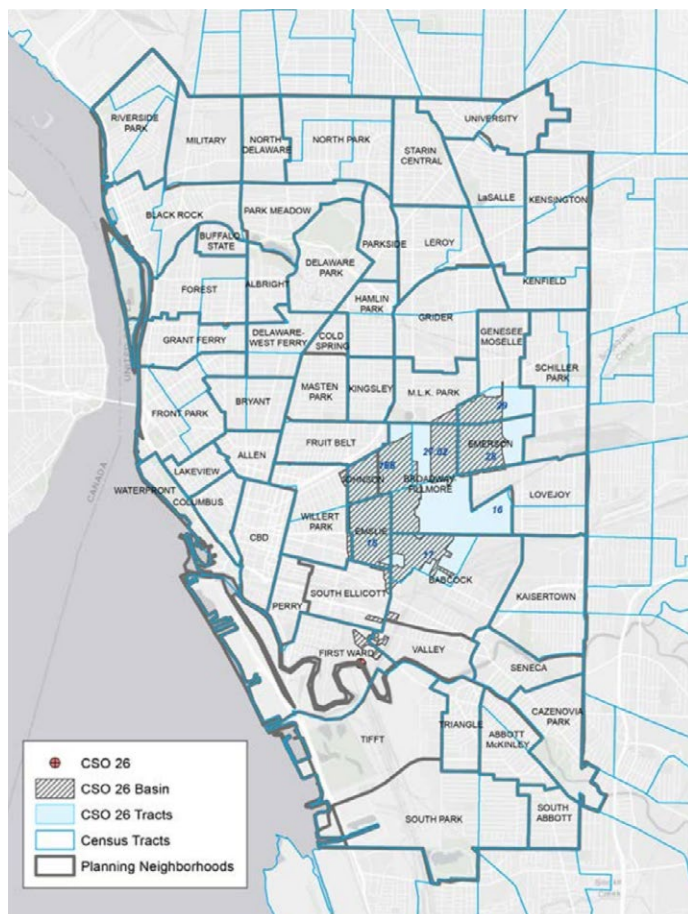 RIVERSIDE
PARK
MILITARY
NORTH
DELAWARE
NORTH PARK
UNIVERSITY
STARIN
CENTRAL
LaSALLE
KENSINGTON
BLACK ROCK
PARK MEADOW
BUFFALO
STATE
PARKSIDE
LEROY
DELAWARE
PARK
FOREST
ALBRIGHT
KENFIELD
HAMLIN
PARK
GRIDER
GRANT FERRY
DELAWARE-
WEST FERRY
COLD
SPRING
GENESEE
MOSELLE
SCHILLER
PARK
MASTEN
PARK
KINGSLEY
M.L.K. PARK
BRYANT
FRONT PARK
29
FRUIT BELT
EMERSON
28
ALLEN
LAKEVIEW
JOHNSON
BROADWAY
FILLMORE
WATERFRONT
COLUMBUS
LOVEJOY
16
WILLERT
PARK
EMSLIE
15
CBD
17
BABCOCK
CANADA
SOUTH ELLICOTT
KAISERTOWN
PERRY
FIRST WARD
VALLEY
SENECA
CAZENOVIA
PARK
TIFFT
TRIANGLE
ABBOTT
McKINLEY
SOUTH PARK
SOUTH
ABBOTT
CSO 26
CSO 26 Basin
CSO 26 Tracts
Census Tracts
Planning Neighborhoods